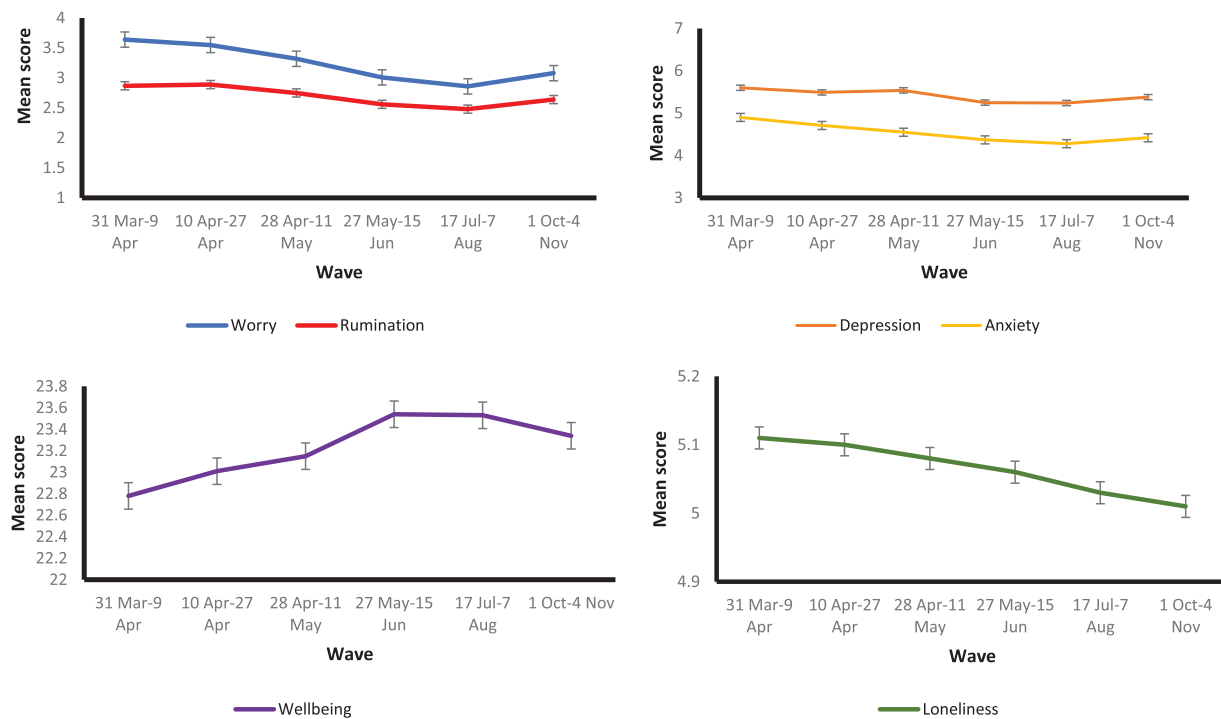 Mean score
4
3.5
3
2.5
2
1.5
1
31 Mar-9 10 Apr-27 28 Apr-11 27 May-15 17 Jul-7 1 Oct-4
Apr Apr May Jun Aug Nov
Wave
Worry Rumination
Mean score
7
6
5
4
3
31 Mar-9 10 Apr-27 28 Apr-11 27 May-15 17 Jul-7 1 Oct-4
Apr Apr May Jun Aug Nov
Wave
Depression Anxiety
Mean score
23.8
23.6
23.4
23.2
23
22.8
22.6
22.4
22.2
22
31 Mar-9 10 Apr-27 28 Apr-11 27 May-15 17 Jul-7 1 Oct-4 Nov
Apr Apr May Jun Aug
Wave
Wellbeing
Mean score
5.2
5.1
5
4.9
31 Mar-9 10 Apr-27 28 Apr-11 27 May-15 17 Jul-7 1 Oct-4
Apr Apr May Jun Aug Nov
Wave
Loneliness